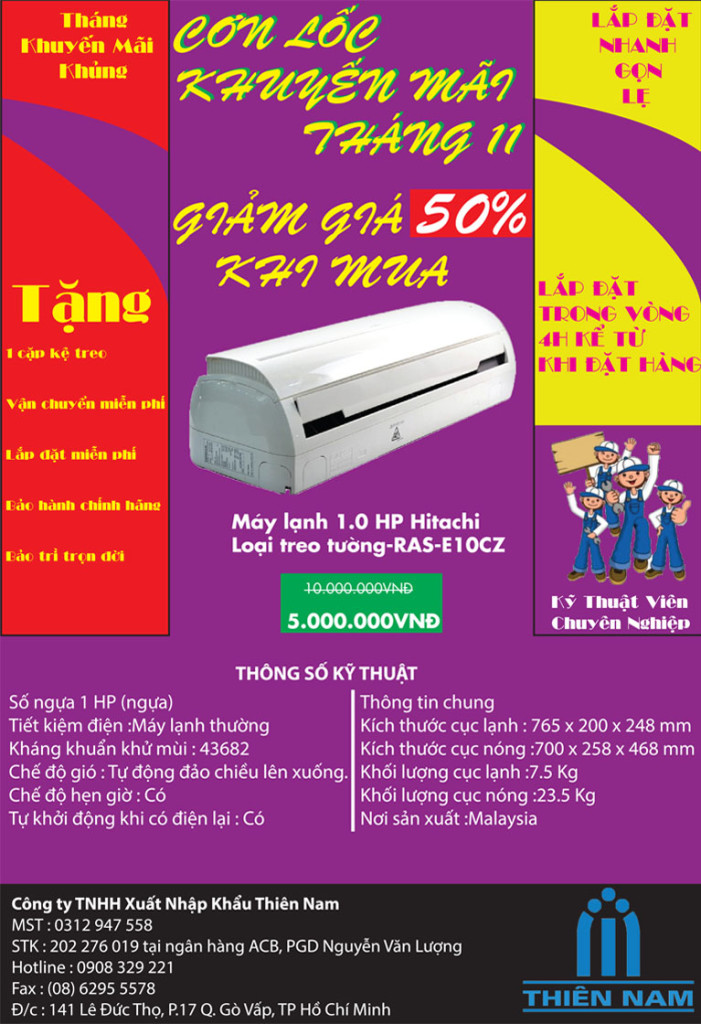 Tháng
Khuyến Mãi
Khủng
CƠN LỐC
KHUYẾN MÃI
THÁNG 11
LẮP ĐẶT
NHANH
GỌN
LẸ
GIẢM GIÁ 50%
KHI MUA
Tặng
1 cặp kệ treo
Vận chuyển miễn phí
Lắp đặt miễn phí
Bảo hành chính hãng
Bảo trì trọn đời
LẮP ĐẶT
TRONG VÒNG
4H KỂ TỪ
KHI ĐẶT HÀNG
Máy lạnh 1.0 HP Hitachi
Loại treo tường-RAS-E10CZ
10.000.000VNĐ
5.000.000VNĐ
Kỹ Thuật Viên
Chuyên Nghiệp
THÔNG SỐ KỸ THUẬT
Số ngựa 1 HP (ngựa)
Tiết kiệm điện :Máy lạnh thường
Kháng khuẩn khử mùi : 43682
Chế độ gió : Tự động đảo chiều lên xuống.
Chế độ hẹn giờ : Có
Tự khởi động khi có điện lại : Có
Thông tin chung
Kích thước cục lạnh : 765 x 200 x 248 mm
Kích thước cục nóng :700 x 258 x 468 mm
Khối lượng cục lạnh :7.5 Kg
Khối lượng cục nóng :23.5 Kg
Nơi sản xuất :Malaysia
Công ty TNHH Xuất Nhập Khẩu Thiên Nam
MST : 0312 947 558
STK : 202 276 019 tại ngân hàng ACB, PGD Nguyễn Văn Lượng
Hotline : 0908 329 221
Fax : (08) 6295 5578
Đ/c : 141 Lê Đức Thọ, P.17 Q. Gò Vấp, TP Hồ Chí Minh
THIÊN NAM